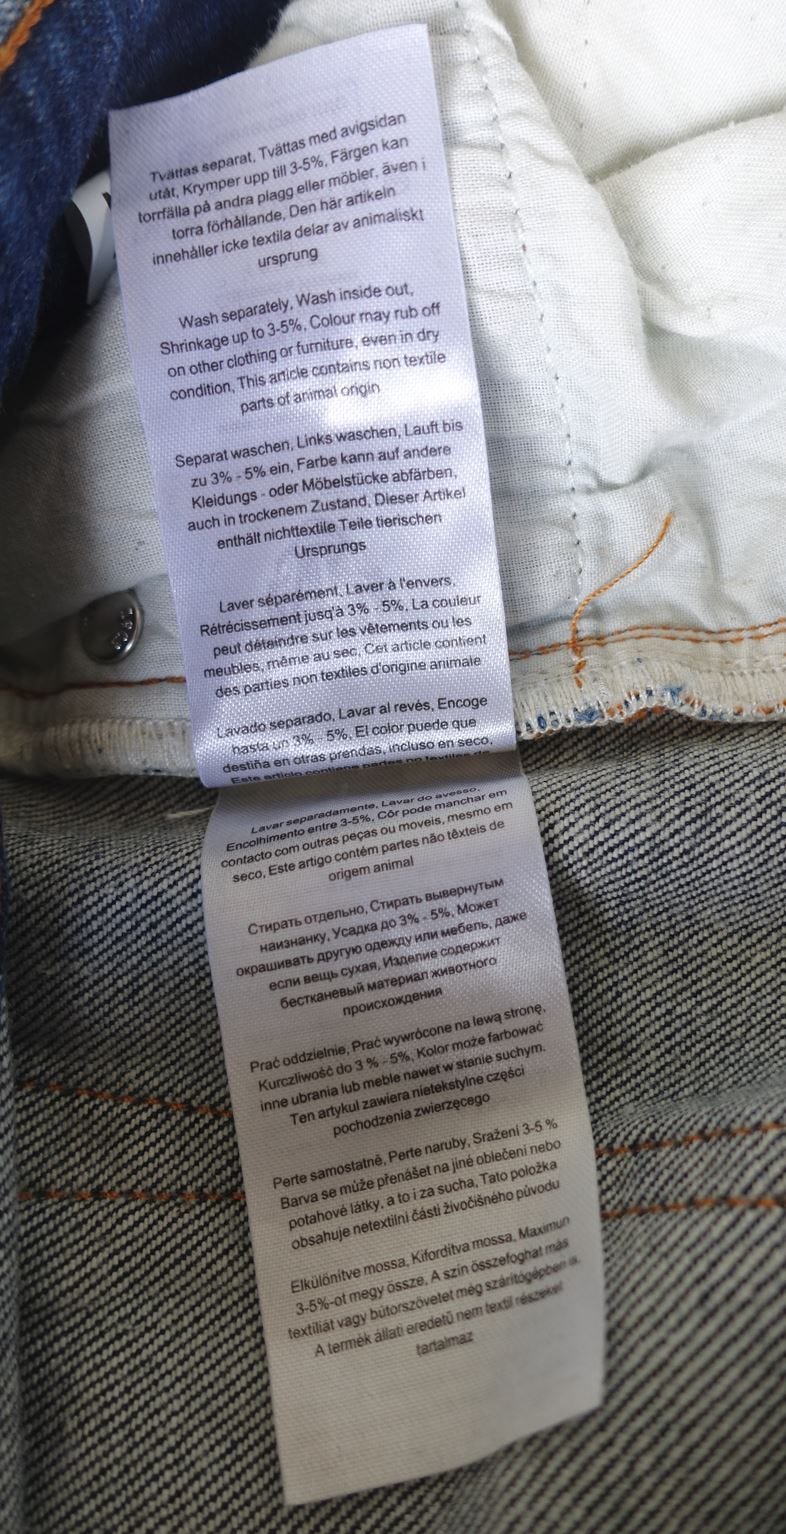 Tvättas separat, Tvättas med avigsidan
utåt, Krymper upp till 3-5%, Färgen kan
torrfälla på andra plagg eller möbler, även i
torra förhållande, Den här artikeln
innehåller icke textila delar av animaliskt
ursprung
Wash separately, Wash inside out,
Shrinkage up to 3-5%, Colour may rub off
on other clothing or furniture, even in dry
condition, This article contains non textile
parts of animal origin
Separat waschen, Links waschen, Lauft bis
zu 3% - 5% ein, Farbe kann auf andere
Kleidungs - oder Möbelstücke abfärben,
auch in trockenem Zustand, Dieser Artikel
enthält nichttextile Teile tierischen
Ursprungs
Laver séparément, Laver à l'envers,
Rétrécissement jusqu'à 3% - 5%, La couleur
peut déteindre sur les vêtements ou les
meubles, même au sec, Cet article contient
des parties non textiles d'origine animale
Lavado separado, Lavar al revés, Encoge
hasta un 3% - 5%, El color puede que
destiña en otras prendas, incluso en seco,
Este articlo contiene partes no textiles de
Lavar separadamente, Lavar do avesso,
Encolhimento entre 3-5%, Côr pode manchar em
contacto com outras peças ou moveis, mesmo em
seco, Este artigo contém partes não têxteis de
origem animal
Стирать отдельно, Стирать вывернутым
наизнанку, Усадка до 3% - 5%, Может
окрашивать другую одежду или мебель, даже
если вещь сухая, Изделие содержит
бестканевый материал животного
происхождения
Prać oddzielnie, Prać wywrócone na lewą stronę,
Kurczliwość do 3 % - 5%, Kolor może farbować
inne ubrania lub meble nawet w stanie suchym.
Ten artykul zawiera nietekstylne części
pochodzenia zwierzęcego
Perte samostatně, Perte naruby, Sražení 3-5 %
Barva se může přenášet na jiné oblečení nebo
potahové látky, a to i za sucha, Tato položka
obsahuje netextilní části živočišného původu
Elkülönítve mossa, Kifordítva mossa, Maximun
3-5%-ot megy össze, A szín összefoghat más
textíliát vagy bútorszövetet még szárítógépben is.
A termék állati eredetű nem textil részeket
tartalmaz